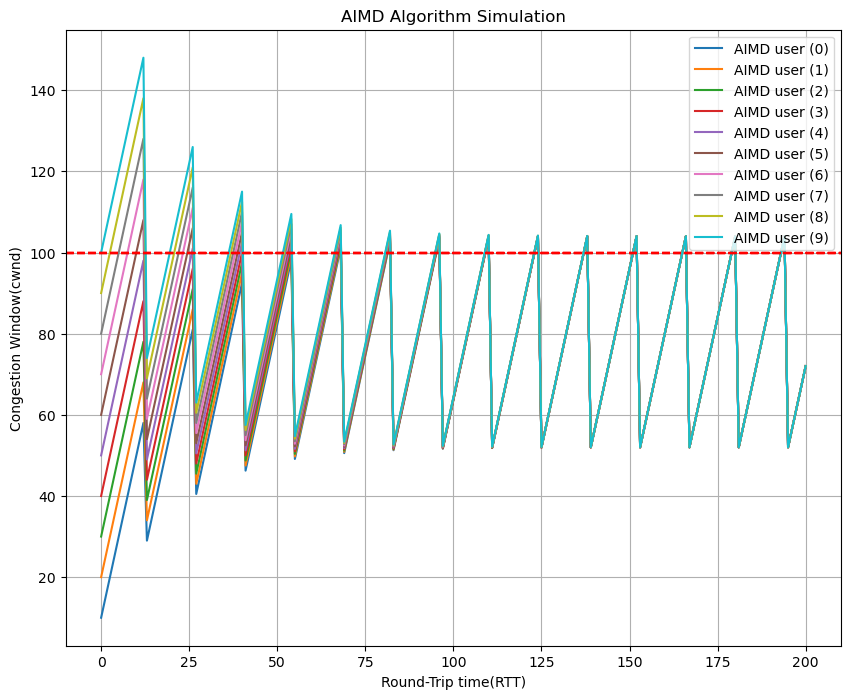 AIMD Algorithm Simulation
AIMD user (0)
AIMD user (1)
AIMD user (2)
AIMD user (3)
AIMD user (4)
AIMD user (5)
AIMD user (6)
AIMD user (7)
AIMD user (8)
AIMD user (9)
Congestion Window(cwnd)
140
120
100
80
60
40
20
0 25 50 75 100 125 150 175 200
Round-Trip time(RTT)